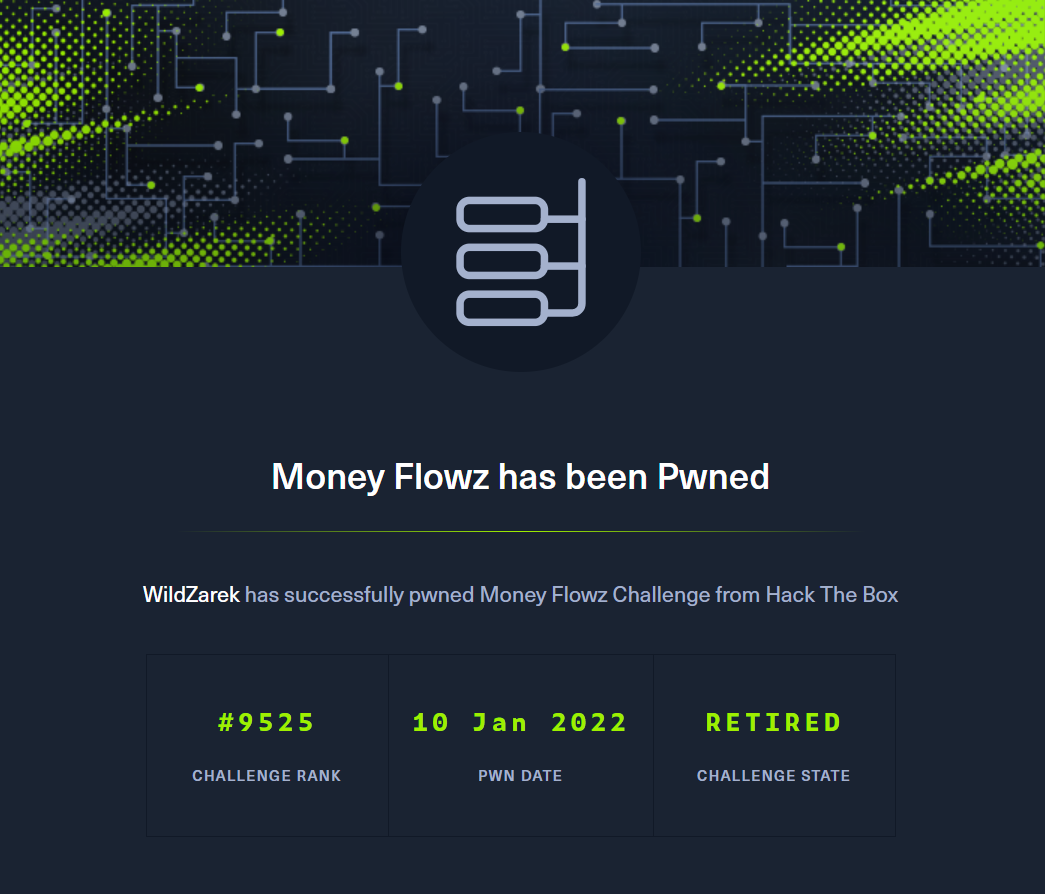 Money Flowz has been Pwned
WildZarek has successfully pwned Money Flowz Challenge from Hack The Box
#9525
10 Jan 2022
RETIRED
CHALLENGE RANK
PWN DATE
CHALLENGE STATE